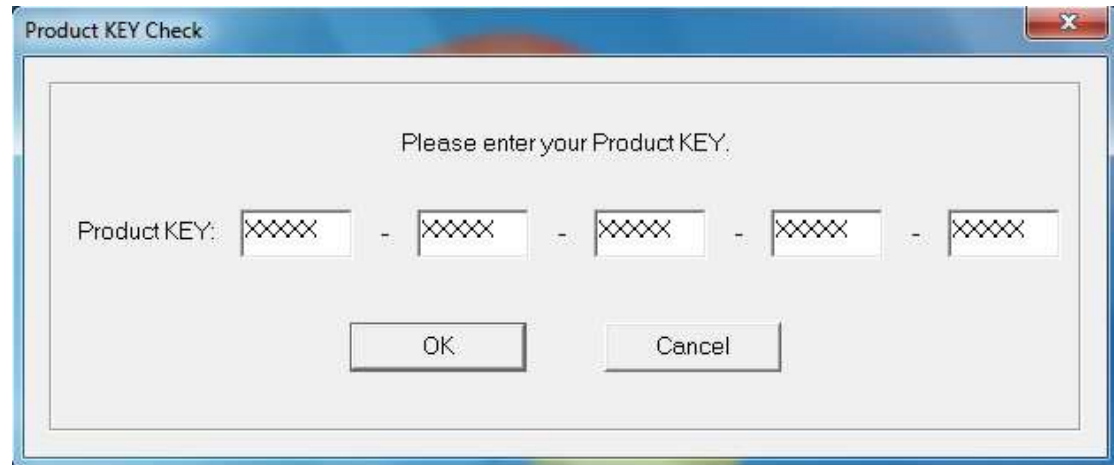 Product KEY Check
Please enter your Product KEY.
Product KEY: XXXXX - XXXXX - XXXXX - XXXXX - XXXXX
OK Cancel